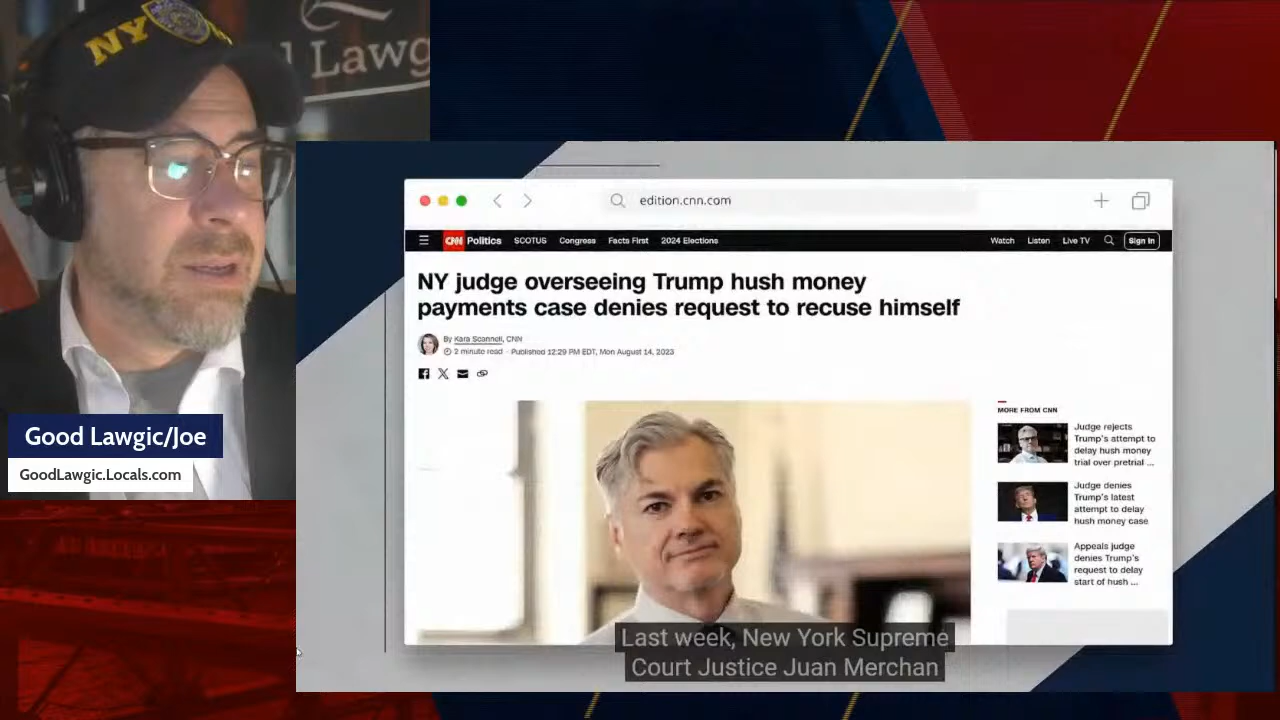 NY
d Lawg
Good Lawgic/Joe
GoodLawgic.Locals.com
edition.cnn.com
CNN Politics SCOTUS Congress Facts First 2024 Elections Watch Listen Live TV Sign in
NY judge overseeing Trump hush money
payments case denies request to recuse himself
By Kara Scannell, CNN
2 minute read · Published 12:29 PM EDT, Mon August 14, 2023
MORE FROM CNN
Judge rejects
Trump's attempt to
delay hush money
trial over pretrial ...
Judge denies
Trump's latest
attempt to delay
hush money case
Appeals judge
denies Trump's
request to delay
start of hush ...
Last week, New York Supreme
Court Justice Juan Merchan